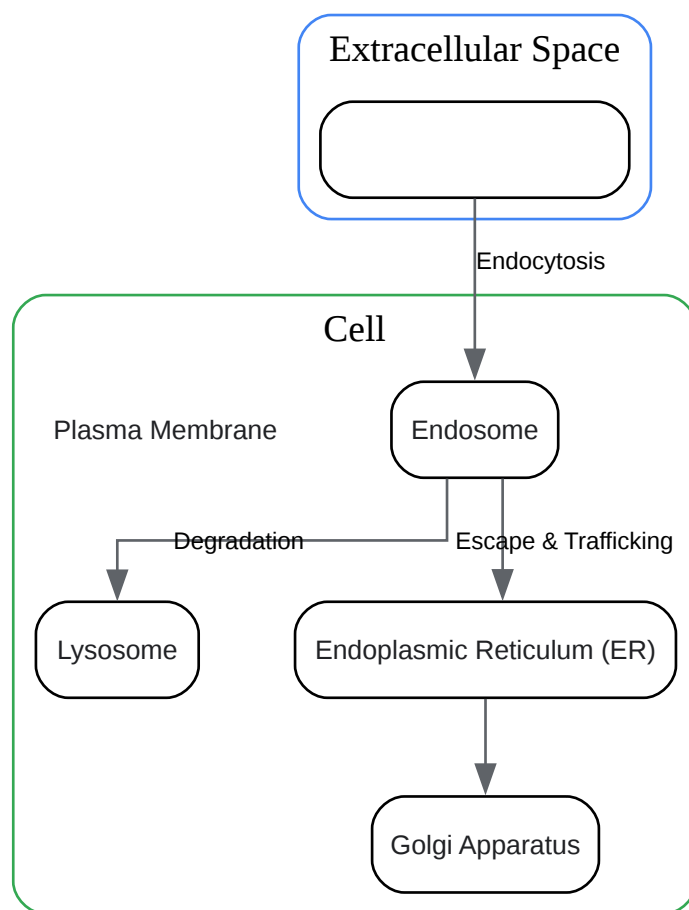 Extracellular Space
Endocytosis
Cell
Plasma Membrane
Endosome
Degradation
Escape & Trafficking
Lysosome
Endoplasmic Reticulum (ER)
Golgi Apparatus